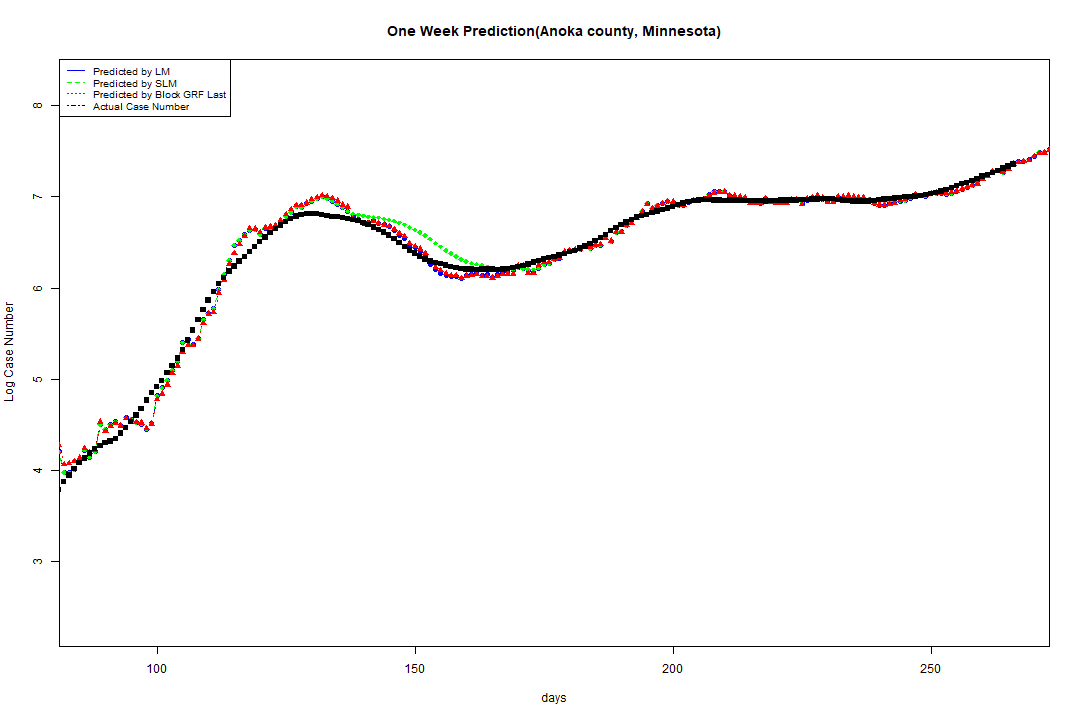 One Week Prediction(Anoka county, Minnesota)
Predicted by LM
Predicted by SLM
Predicted by Block GRF Last
Actual Case Number
8
7
6
5
4
3
Log Case Number
100 150 200 250
days